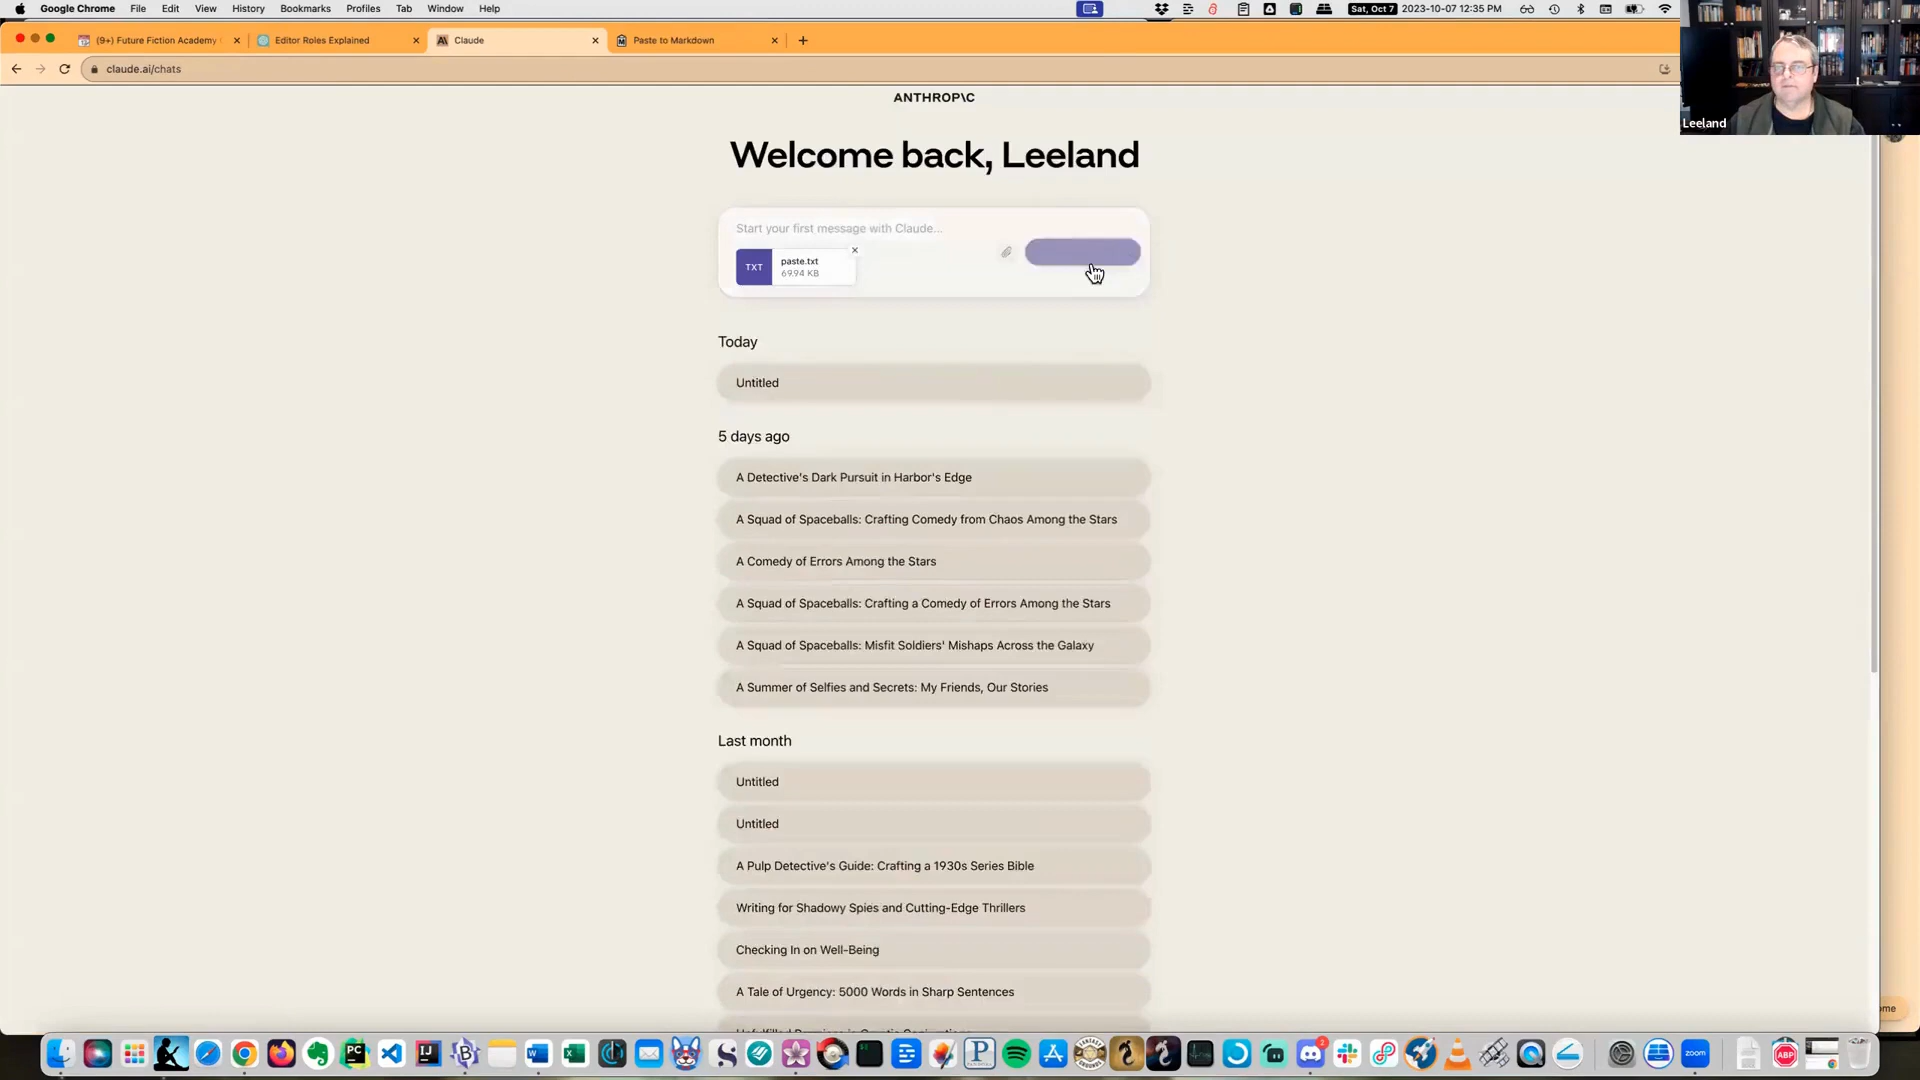 Google Chrome File Edit View History Bookmarks Profiles Tab Window Help Sat, Oct 7 2023-10-07 12:35 PM
(9+) Future Fiction Academy Editor Roles Explained Claude Paste to Markdown
claude.ai/chats
Leeland
ANTHROP\C
Welcome back, Leeland
Start your first message with Claude...
TXT
paste.txt
69.94 KB
Today
Untitled
5 days ago
A Detective's Dark Pursuit in Harbor's Edge
A Squad of Spaceballs: Crafting Comedy from Chaos Among the Stars
A Comedy of Errors Among the Stars
A Squad of Spaceballs: Crafting a Comedy of Errors Among the Stars
A Squad of Spaceballs: Misfit Soldiers' Mishaps Across the Galaxy
A Summer of Selfies and Secrets: My Friends, Our Stories
Last month
Untitled
Untitled
A Pulp Detective's Guide: Crafting a 1930s Series Bible
Writing for Shadowy Spies and Cutting-Edge Thrillers
Checking In on Well-Being
A Tale of Urgency: 5000 Words in Sharp Sentences
PC
zoom
ABP